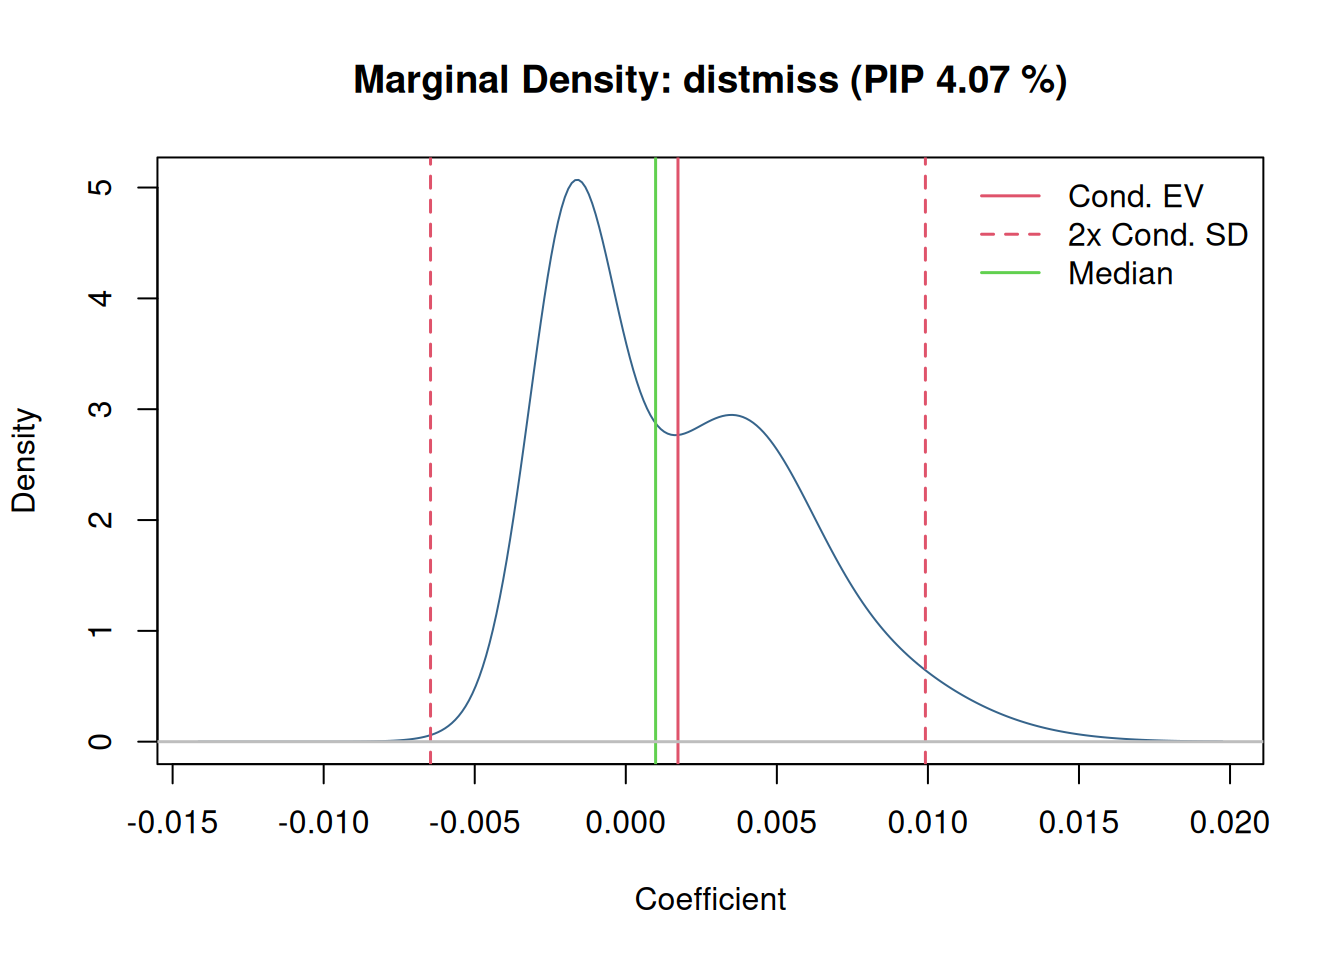 Marginal Density: distmiss (PIP 4.07 %)
Cond. EV
2x Cond. SD
Median
Density
5
4
3
2
1
0
-0.015 -0.010 -0.005 0.000 0.005 0.010 0.015 0.020
Coefficient